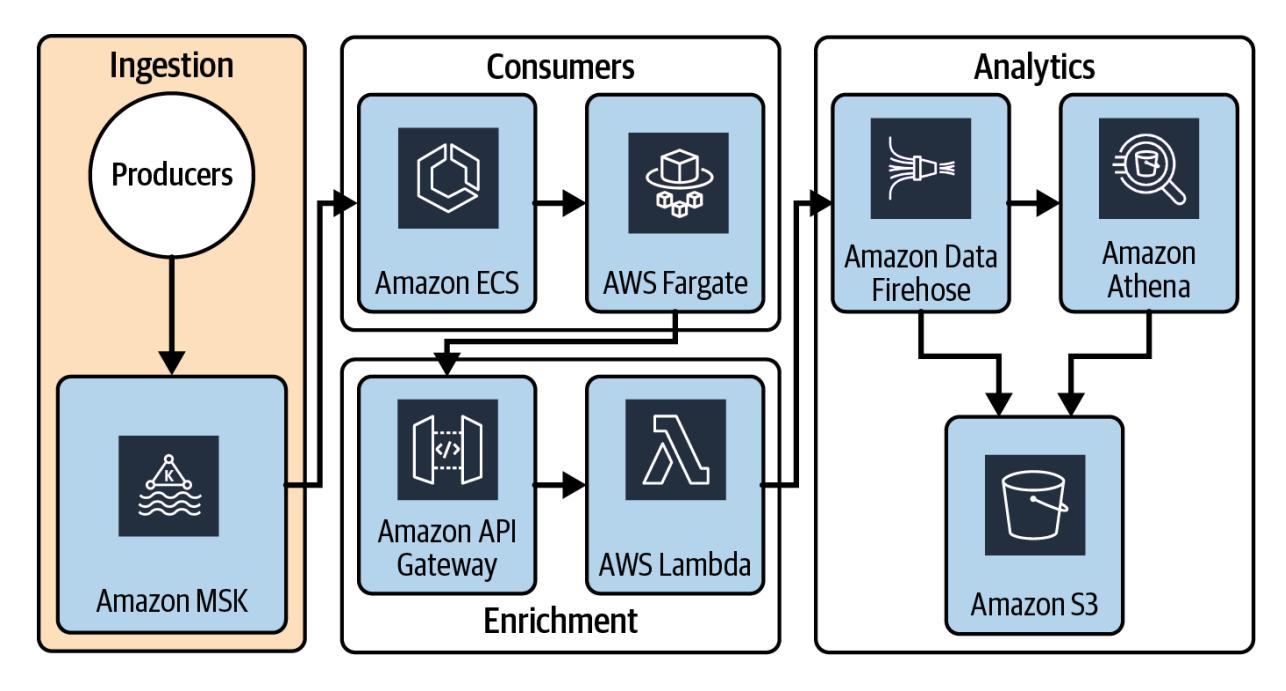 Ingestion
Producers
Amazon MSK
Consumers
Amazon ECS
AWS Fargate
Amazon API
Gateway
AWS Lambda
Enrichment
Analytics
Amazon Data
Firehose
Amazon
Athena
Amazon S3
K
</>